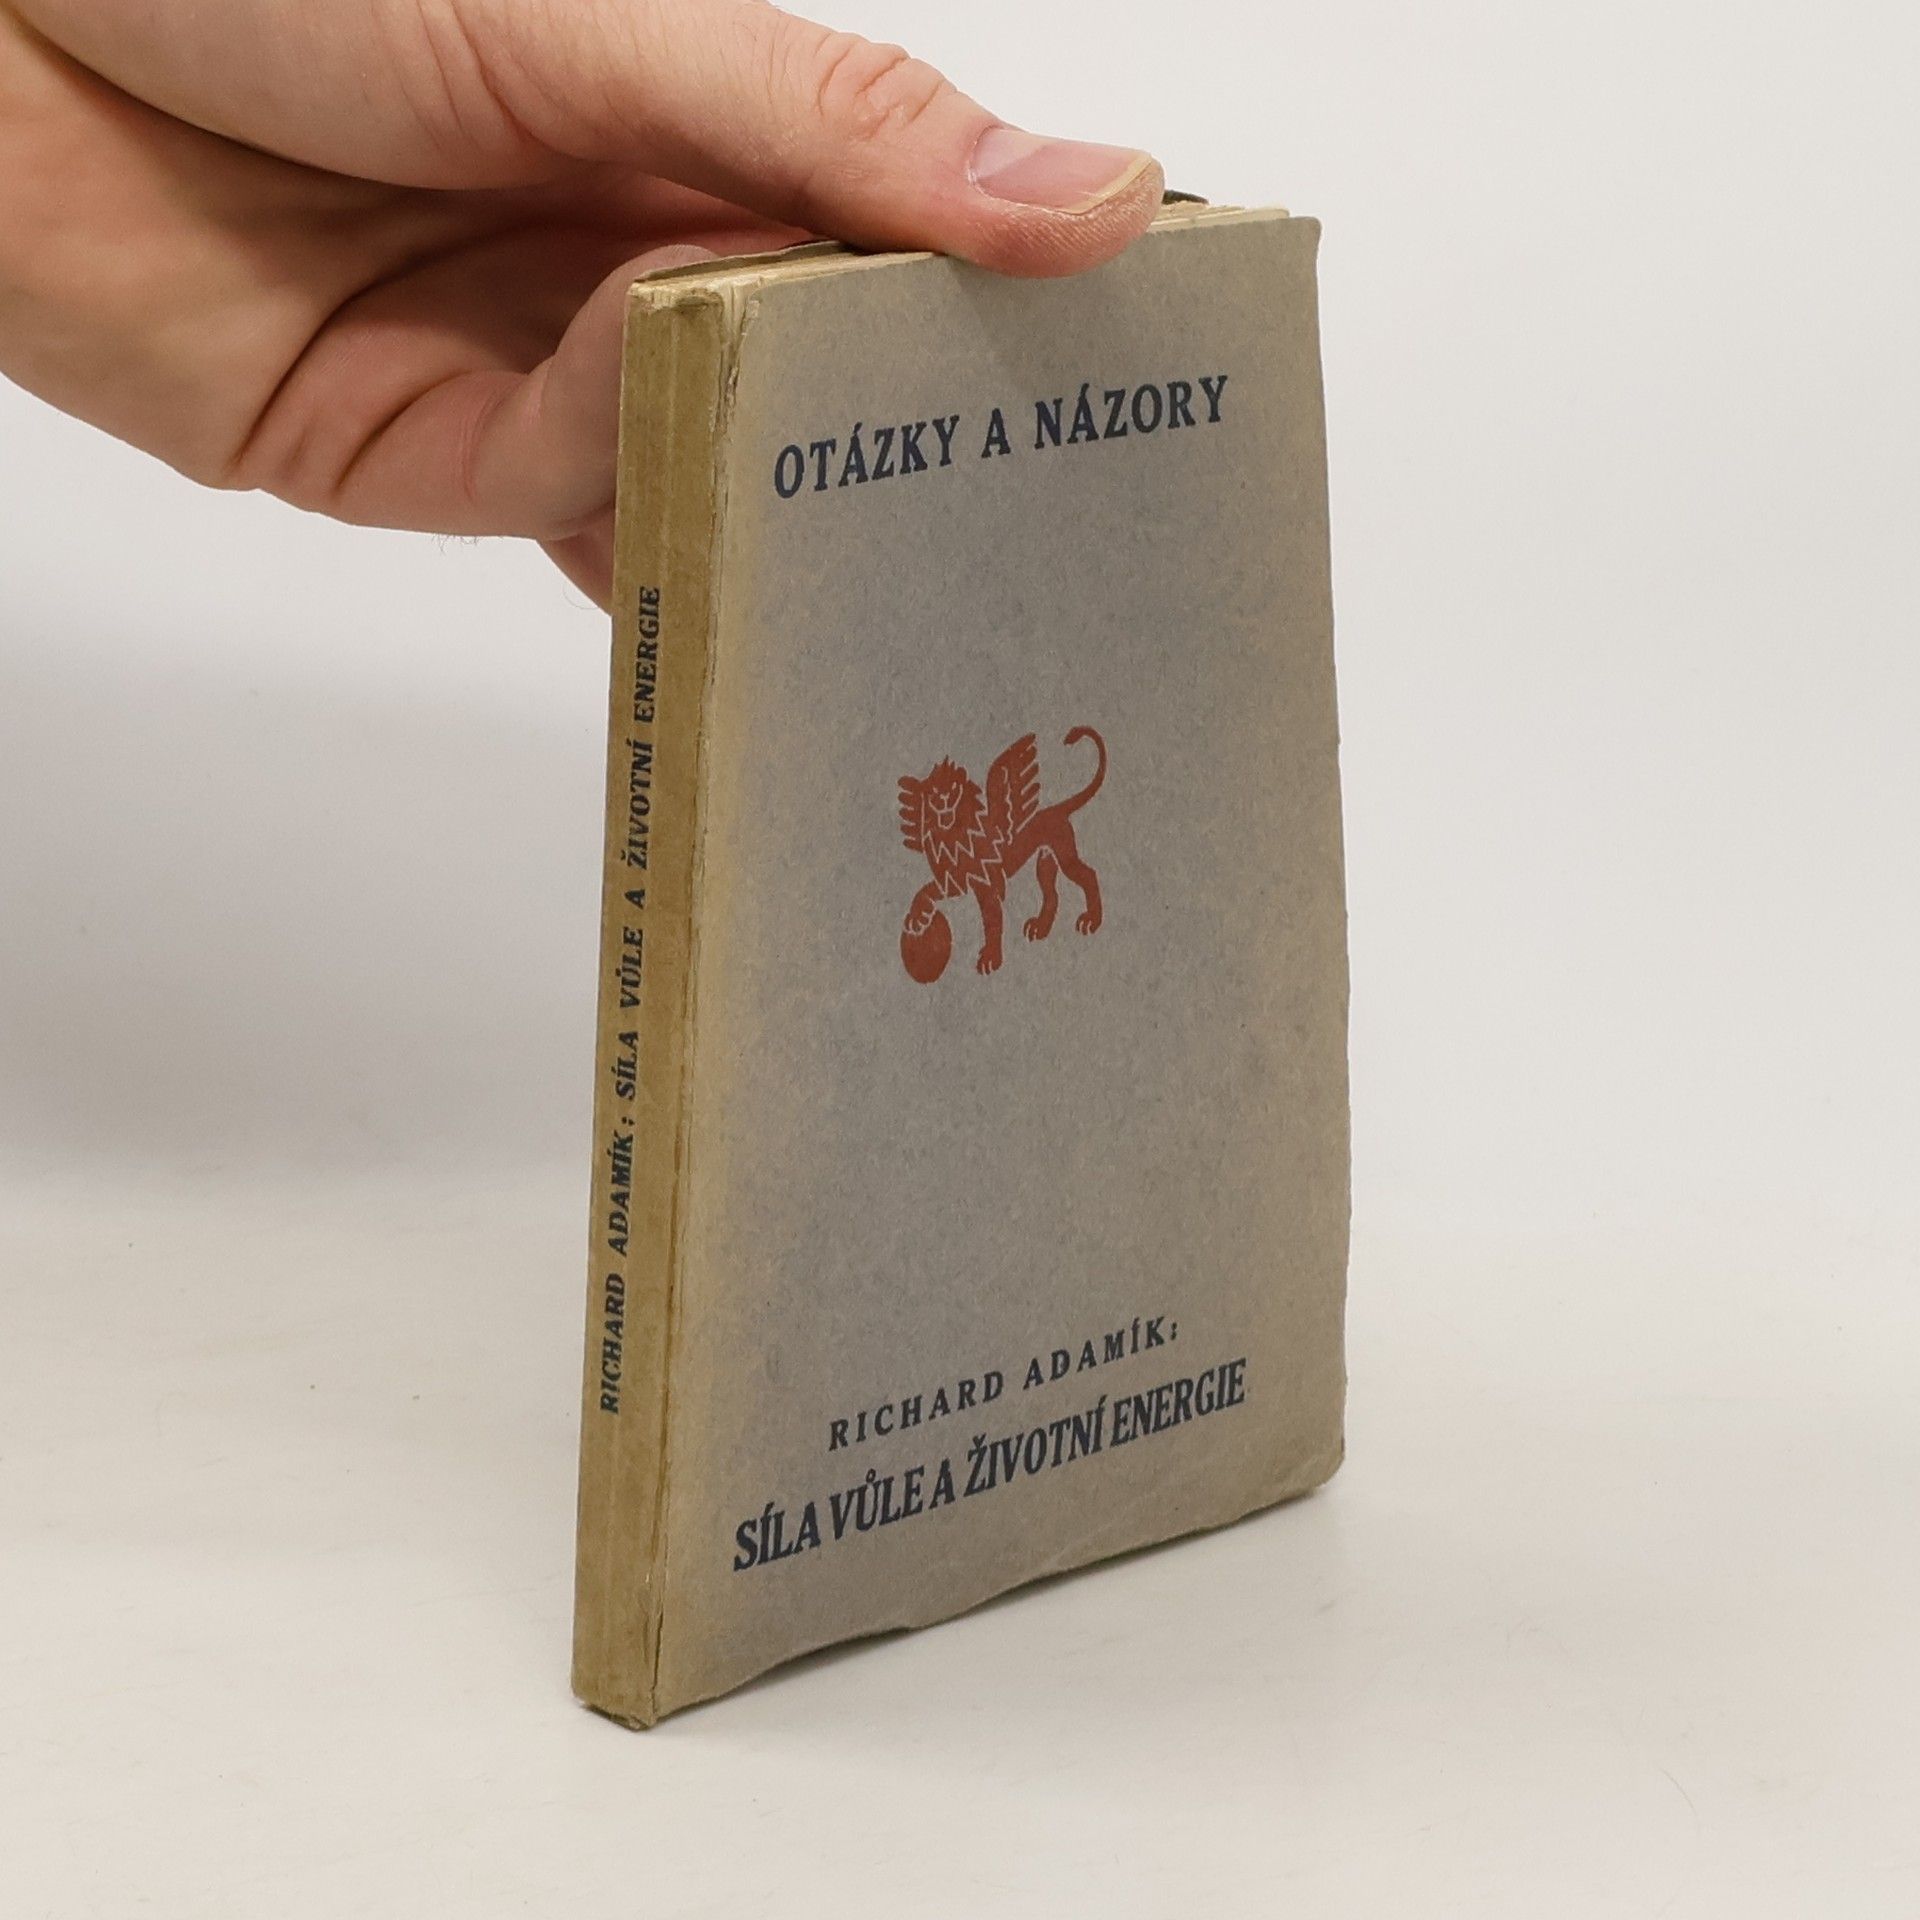 OTÁZKY A NÁZORY
RICHARD ADAMÍK:
SÍLA VŮLE A ŽIVOTNÍ ENERGIE
RICHARD ADAMÍK: SÍLA VŮLE A ŽIVOTNÍ ENERGIE